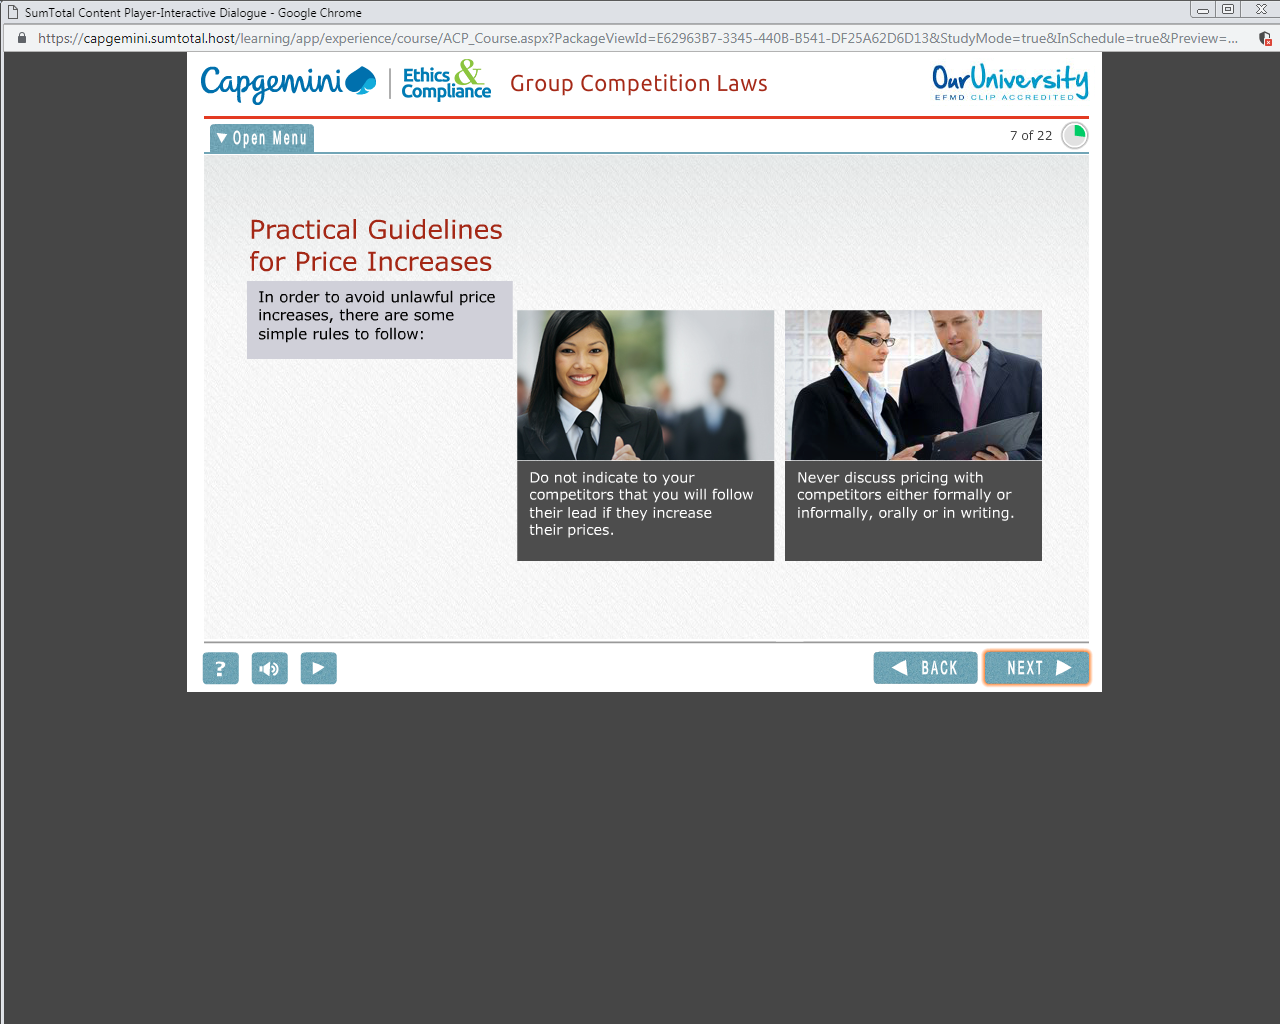 SumTotal Content Player-Interactive Dialogue - Google Chrome
https://capgemini.sumtotal.host/learning/app/experience/course/ACP_Course.aspx?PackageViewId=E62963B7-3345-440B-B541-DF25A62D6D13&StudyMode=true&InSchedule=true&Preview=...
Capgemini
Ethics &
Compliance
Group Competition Laws
OurUniversity
EFMD CLIP ACCREDITED
Open Menu
7 of 22
Practical Guidelines
for Price Increases
In order to avoid unlawful price
increases, there are some
simple rules to follow:
Do not indicate to your
competitors that you will follow
their lead if they increase
their prices.
Never discuss pricing with
competitors either formally or
informally, orally or in writing.
?
BACK
NEXT